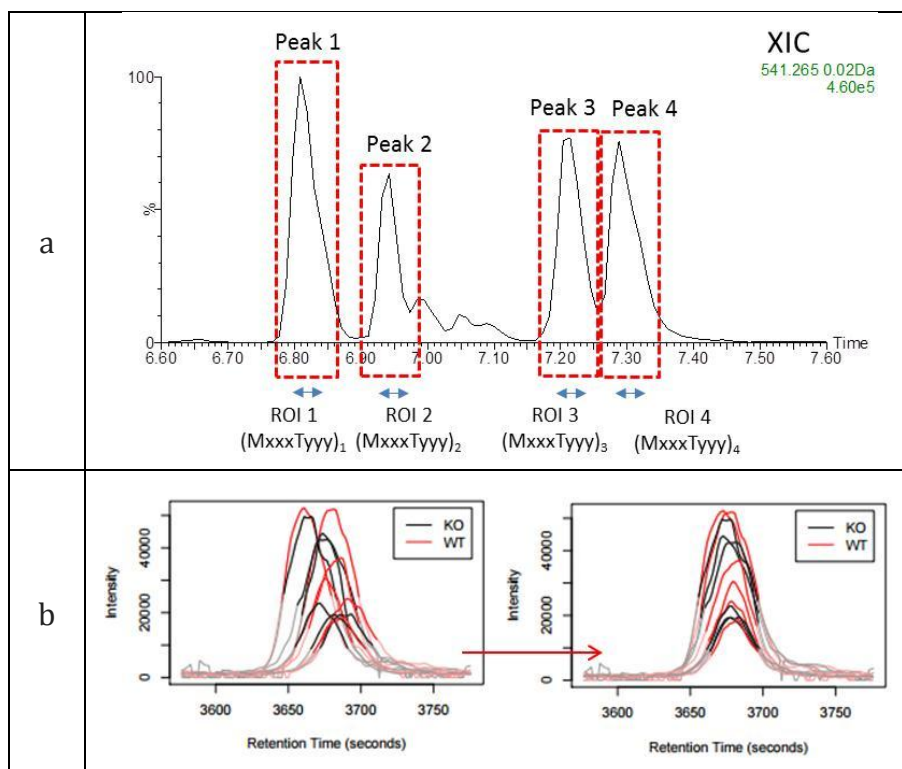 a
Peak 1
XIC
541.265 0.02Da
4.60e5
100
Peak 3 Peak 4
Peak 2
%
0
6.60 6.70 6.80 6.90 7.00 7.10 7.20 7.30 7.40 7.50 7.60
Time
ROI 1 ROI 2 ROI 3 ROI 4
(MxxxTyyy)1 (MxxxTyyy)2 (MxxxTyyy)3 (MxxxTyyy)4
b
Intensity
0 20000 40000
KO
WT
3600 3650 3700 3750
Retention Time (seconds)
Intensity
0 20000 40000
KO
WT
3600 3650 3700 3750
Retention Time (seconds)